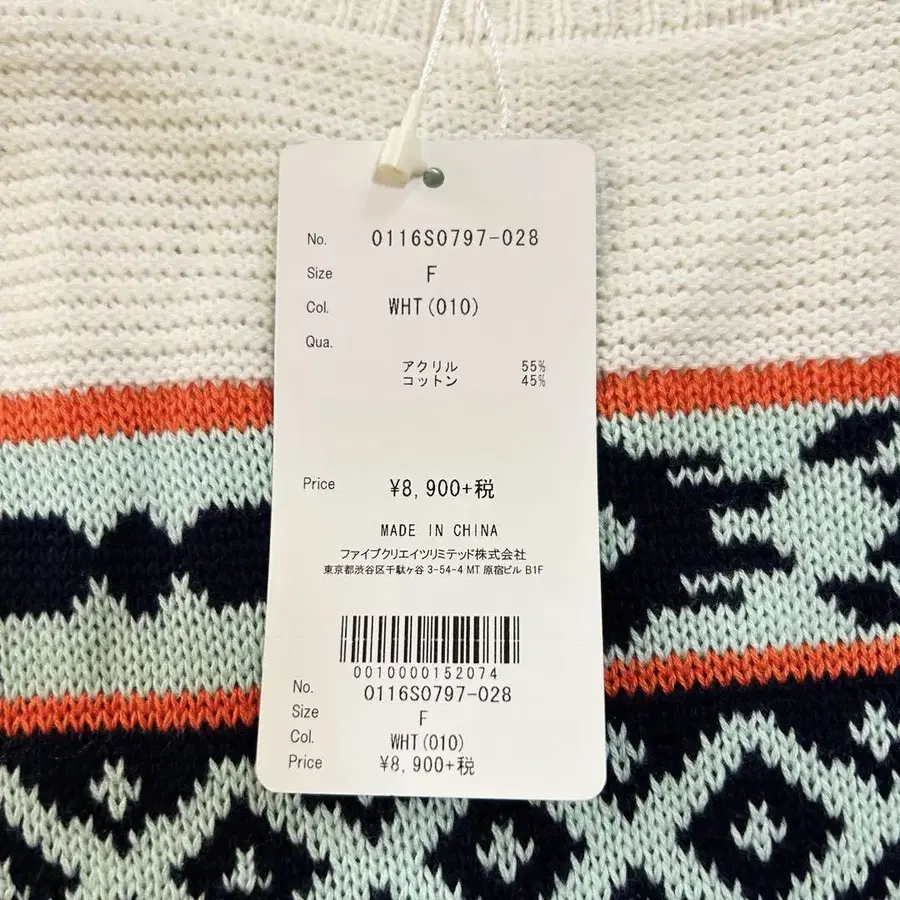 No. 0116S0797-028
Size F
Col. WHT(010)
Qua.
アクリル 55%
コットン 45%
Price ¥8,900+税
MADE IN CHINA
ファイブクリエイツリミテッド株式会社
東京都渋谷区千駄ヶ谷 3-54-4 MT 原宿ビル B1F
0010000152074
No. 0116S0797-028
Size F
Col. WHT(010)
Price ¥8,900+税